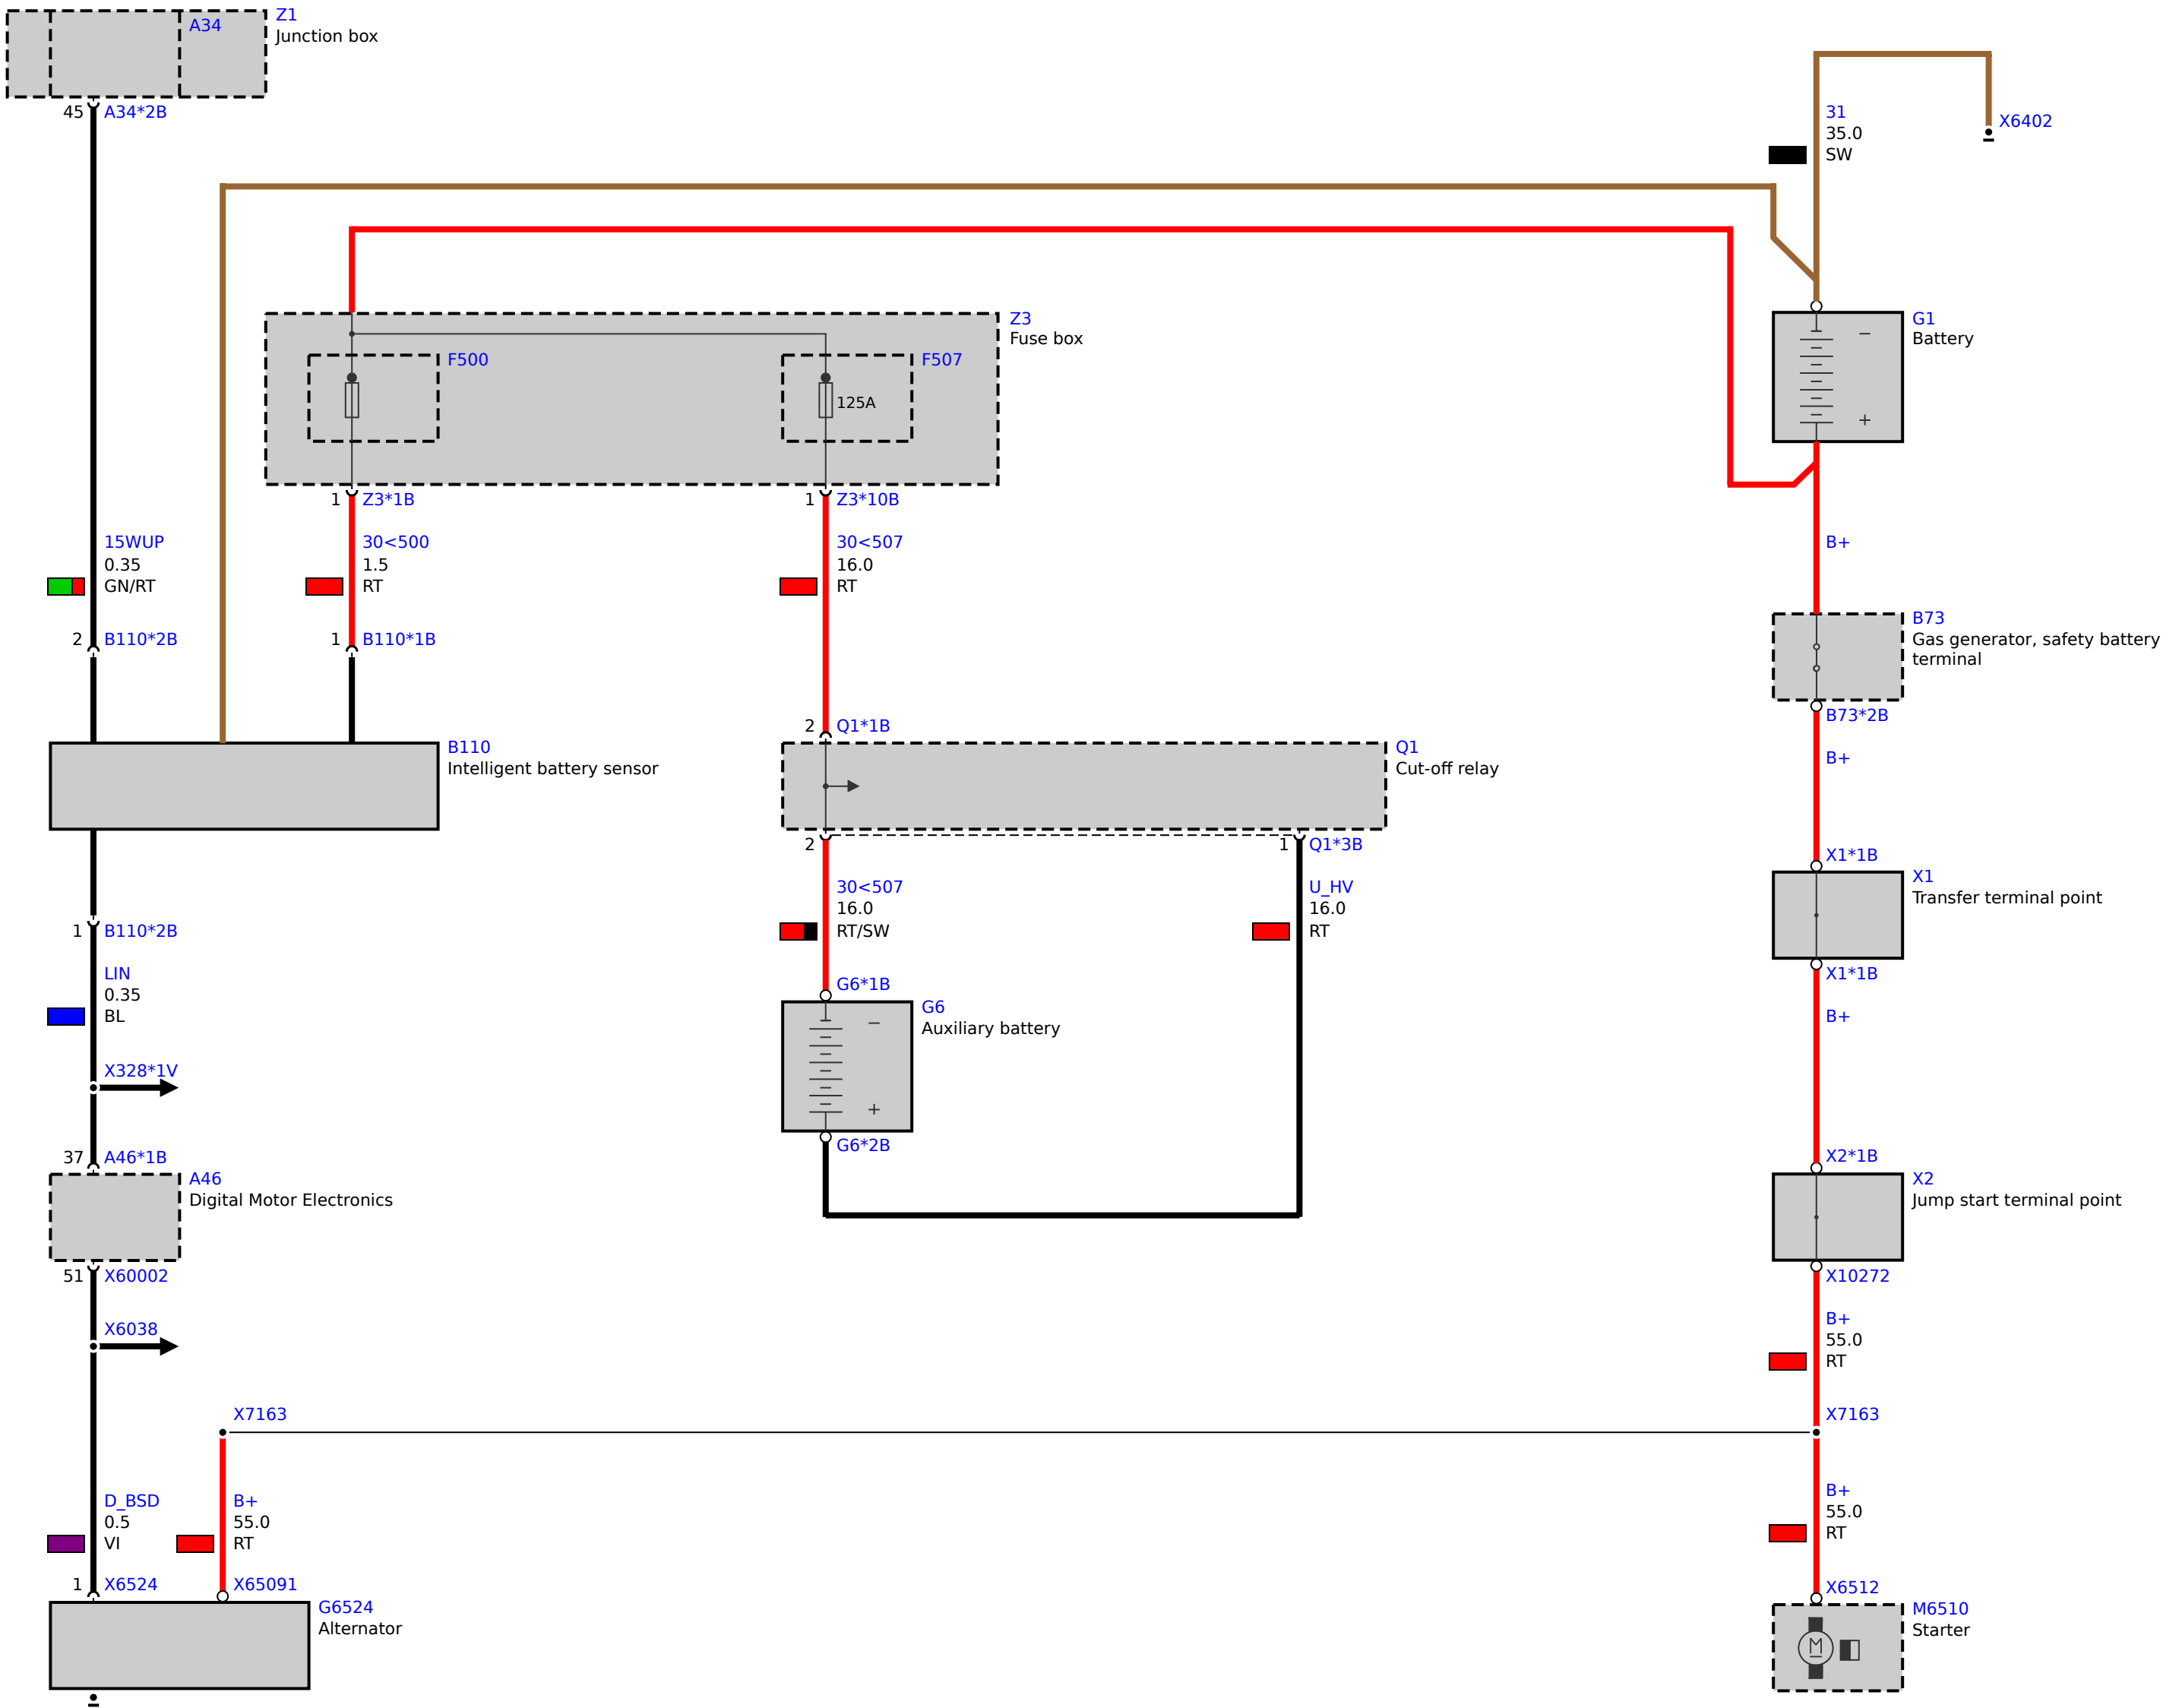 A34
Z1
Junction box
45
A34*2B
31
35.0
SW
X6402
Z3
Fuse box
F500
F507
125A
G1
Battery
−
+
1
Z3*1B
1
Z3*10B
15WUP
0.35
GN/RT
30<500
1.5
RT
30<507
16.0
RT
B+
2
B110*2B
1
B110*1B
B73
Gas generator, safety battery
terminal
B73*2B
2
Q1*1B
B110
Intelligent battery sensor
Q1
Cut-off relay
B+
2
1
Q1*3B
X1*1B
X1
Transfer terminal point
30<507
16.0
RT/SW
U_HV
16.0
RT
1
B110*2B
LIN
0.35
BL
X1*1B
B+
G6*1B
G6
Auxiliary battery
−
+
G6*2B
X328*1V
37
A46*1B
A46
Digital Motor Electronics
X2*1B
X2
Jump start terminal point
51
X60002
X10272
X6038
B+
55.0
RT
X7163
X7163
D_BSD
0.5
VI
B+
55.0
RT
B+
55.0
RT
1
X6524
X65091
X6512
G6524
Alternator
M6510
Starter
M